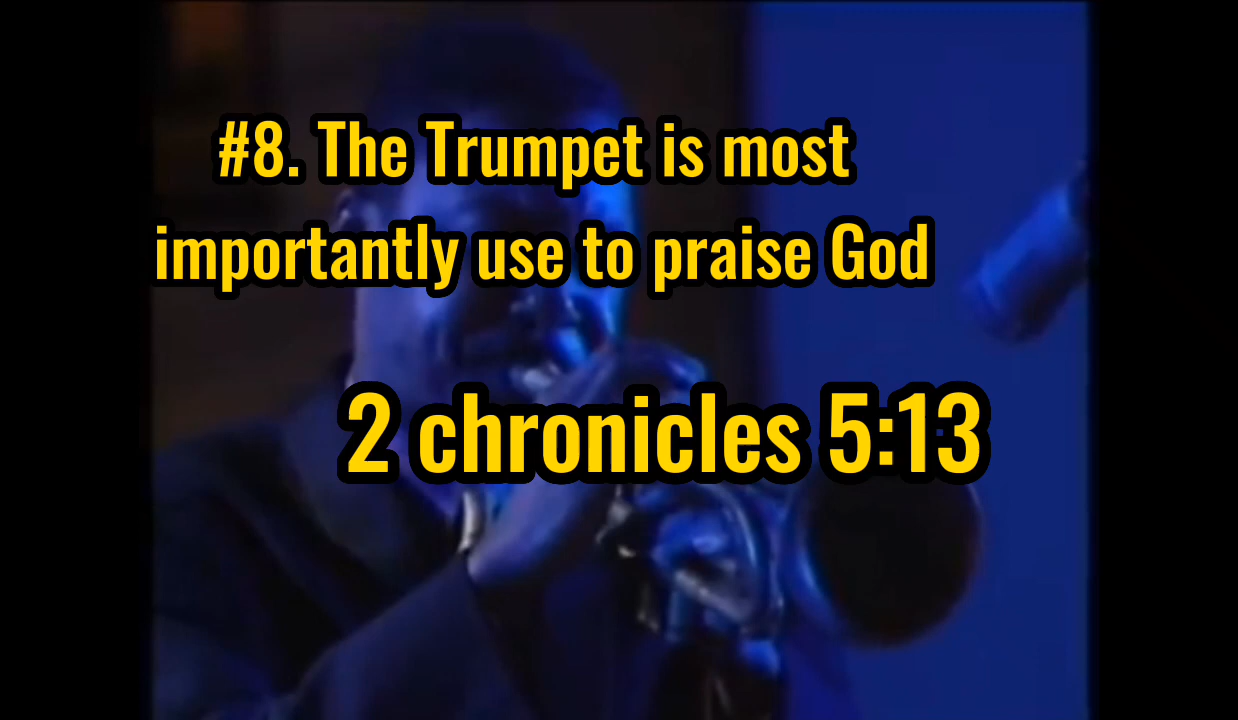 #8. The Trumpet is most
importantly use to praise God
2 chronicles 5:13